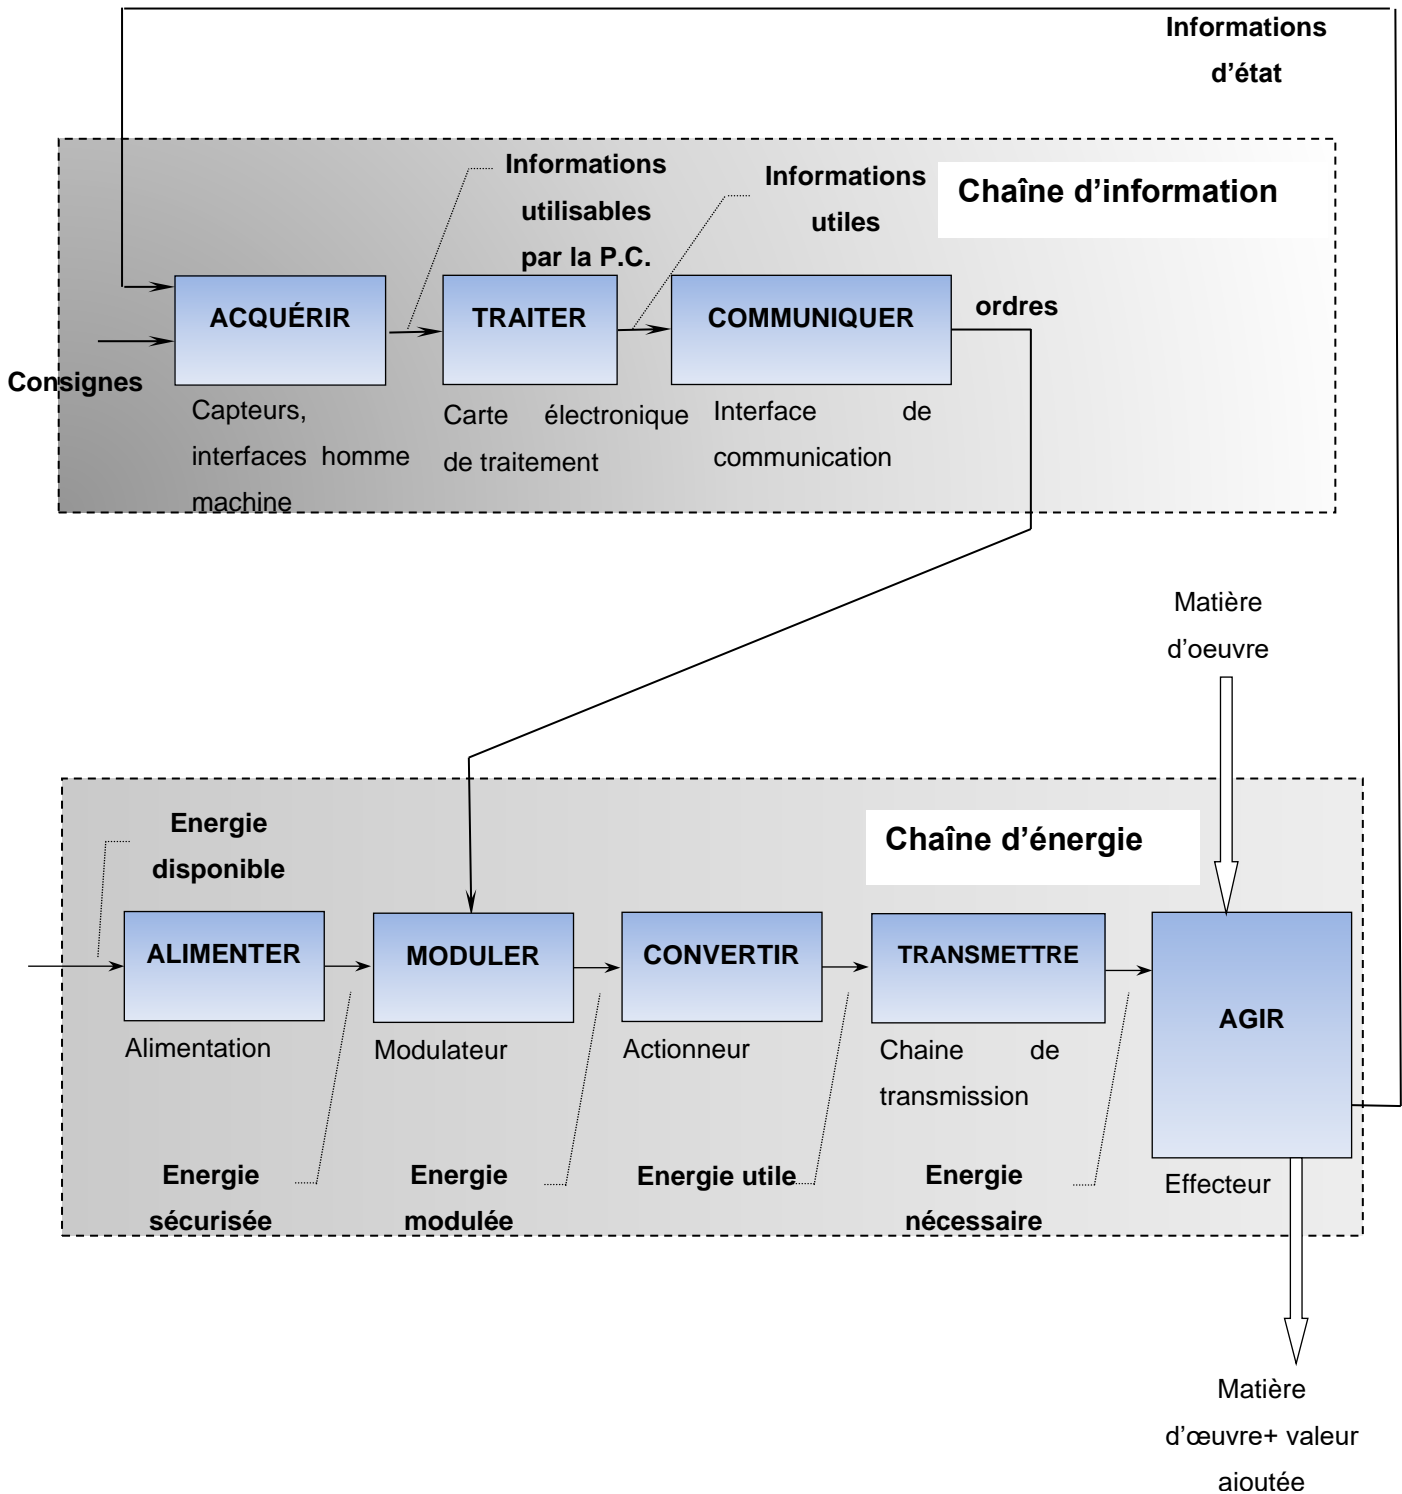 Informations
d’état
Informations
utilisables
par la P.C.
Informations
utiles
Chaîne d’information
ACQUÉRIR
TRAITER
COMMUNIQUER
ordres
Consignes
Capteurs,
interfaces homme
machine
Carte électronique
de traitement
Interface de
communication
Matière
d’oeuvre
Energie
disponible
Chaîne d’énergie
ALIMENTER
MODULER
CONVERTIR
TRANSMETTRE
AGIR
Alimentation
Modulateur
Actionneur
Chaine de
transmission
Energie
sécurisée
Energie
modulée
Energie utile
Energie
nécessaire
Effecteur
Matière
d’œuvre+ valeur
ajoutée